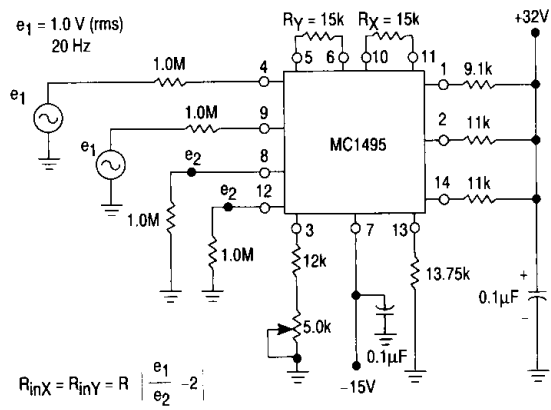 e1 = 1.0 V (rms)
20 Hz
RY = 15k
RX = 15k
+32V
1.0M
4
5
6
10
11
1
9.1k
e1
1.0M
9
2
11k
MC1495
e1
e2
8
14
11k
e2
12
1.0M
1.0M
3
7
13
12k
13.75k
+
0.1µF
–
5.0k
0.1µF
–15V
RinX = RinY = R | e1/e2 –2 |